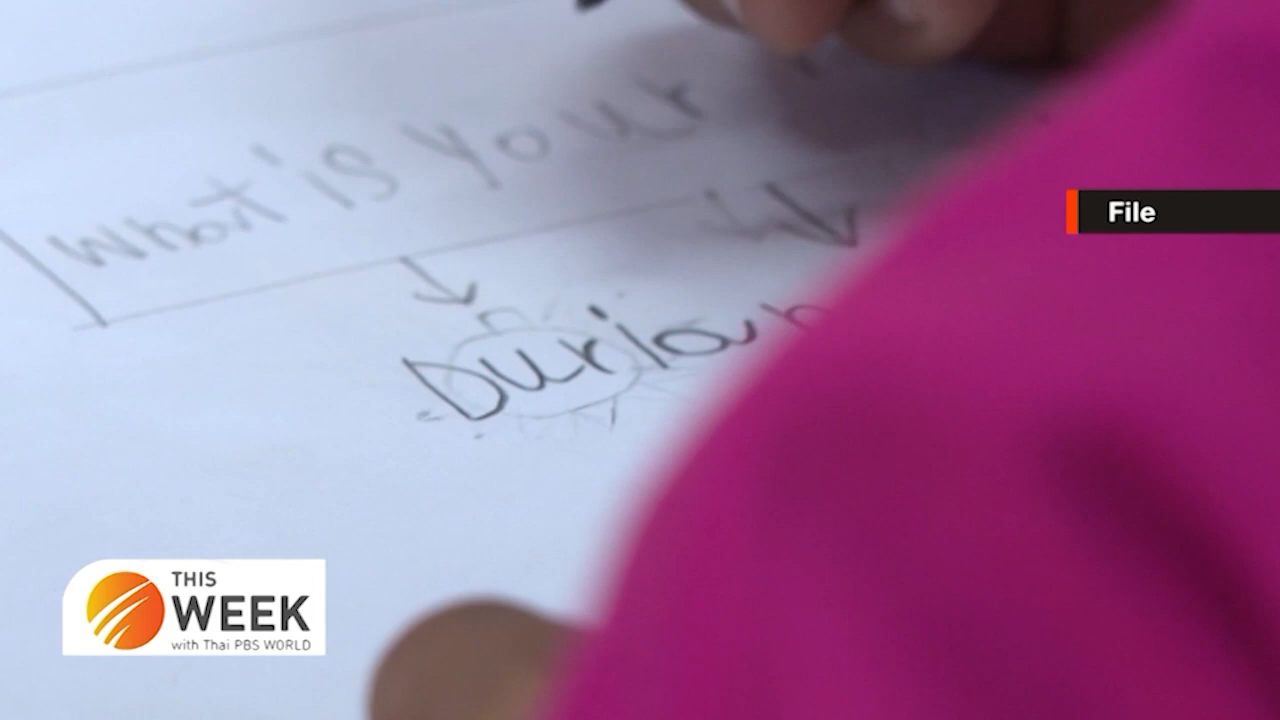 What is Your
Durian
File
THIS
WEEK
with Thai PBS WORLD